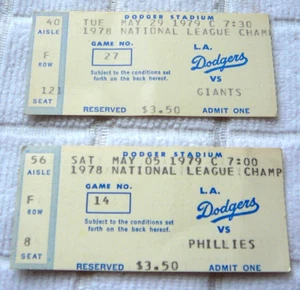 DODGER STADIUM
40 TUE MAY 29 1979 C 7:30
AISLE 1978 NATIONAL LEAGUE CHAMP
F GAME NO. L.A.
ROW 27 Dodgers
Subject to the conditions set VS
121 forth on the back hereof. GIANTS
SEAT RESERVED $3.50 ADMIT ONE
DODGER STADIUM
56 SAT MAY 05 1979 C 7:00
AISLE 1978 NATIONAL LEAGUE CHAMP
F GAME NO. L.A.
ROW 14 Dodgers
Subject to the conditions set VS
8 forth on the back hereof. PHILLIES
SEAT RESERVED $3.50 ADMIT ONE